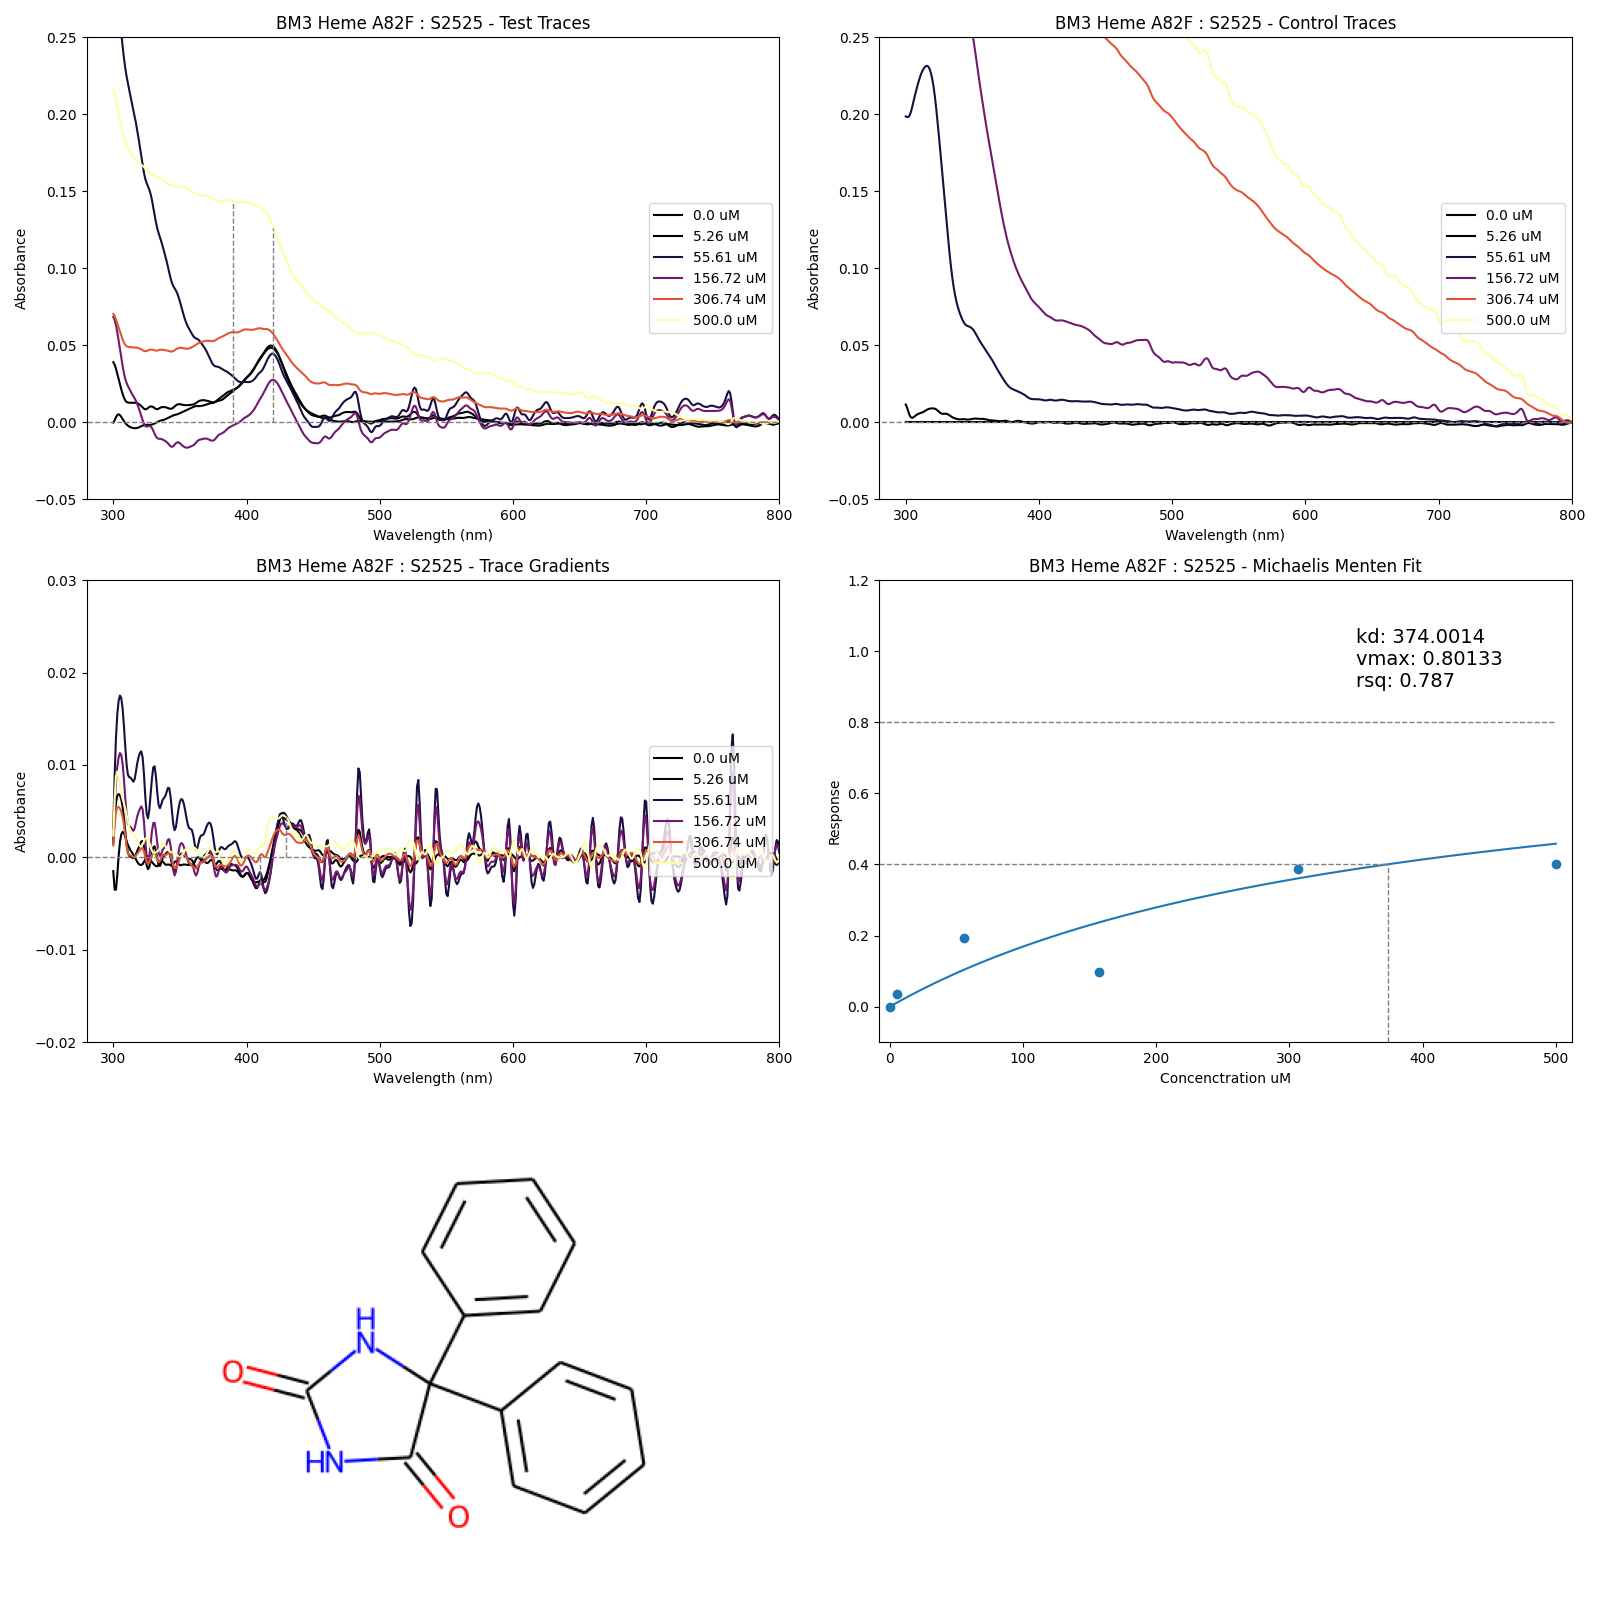 BM3 Heme A82F : S2525 - Test Traces
0.25
0.20
0.15
0.10
0.05
0.00
−0.05
Absorbance
300
400
500
600
700
800
Wavelength (nm)
0.0 uM
5.26 uM
55.61 uM
156.72 uM
306.74 uM
500.0 uM
BM3 Heme A82F : S2525 - Control Traces
0.25
0.20
0.15
0.10
0.05
0.00
−0.05
Absorbance
300
400
500
600
700
800
Wavelength (nm)
0.0 uM
5.26 uM
55.61 uM
156.72 uM
306.74 uM
500.0 uM
BM3 Heme A82F : S2525 - Trace Gradients
0.03
0.02
0.01
0.00
−0.01
−0.02
Absorbance
300
400
500
600
700
800
Wavelength (nm)
0.0 uM
5.26 uM
55.61 uM
156.72 uM
306.74 uM
500.0 uM
BM3 Heme A82F : S2525 - Michaelis Menten Fit
1.2
1.0
0.8
0.6
0.4
0.2
0.0
Response
0
100
200
300
400
500
Concenctration uM
kd: 374.0014
vmax: 0.80133
rsq: 0.787
H
N
O
HN
O